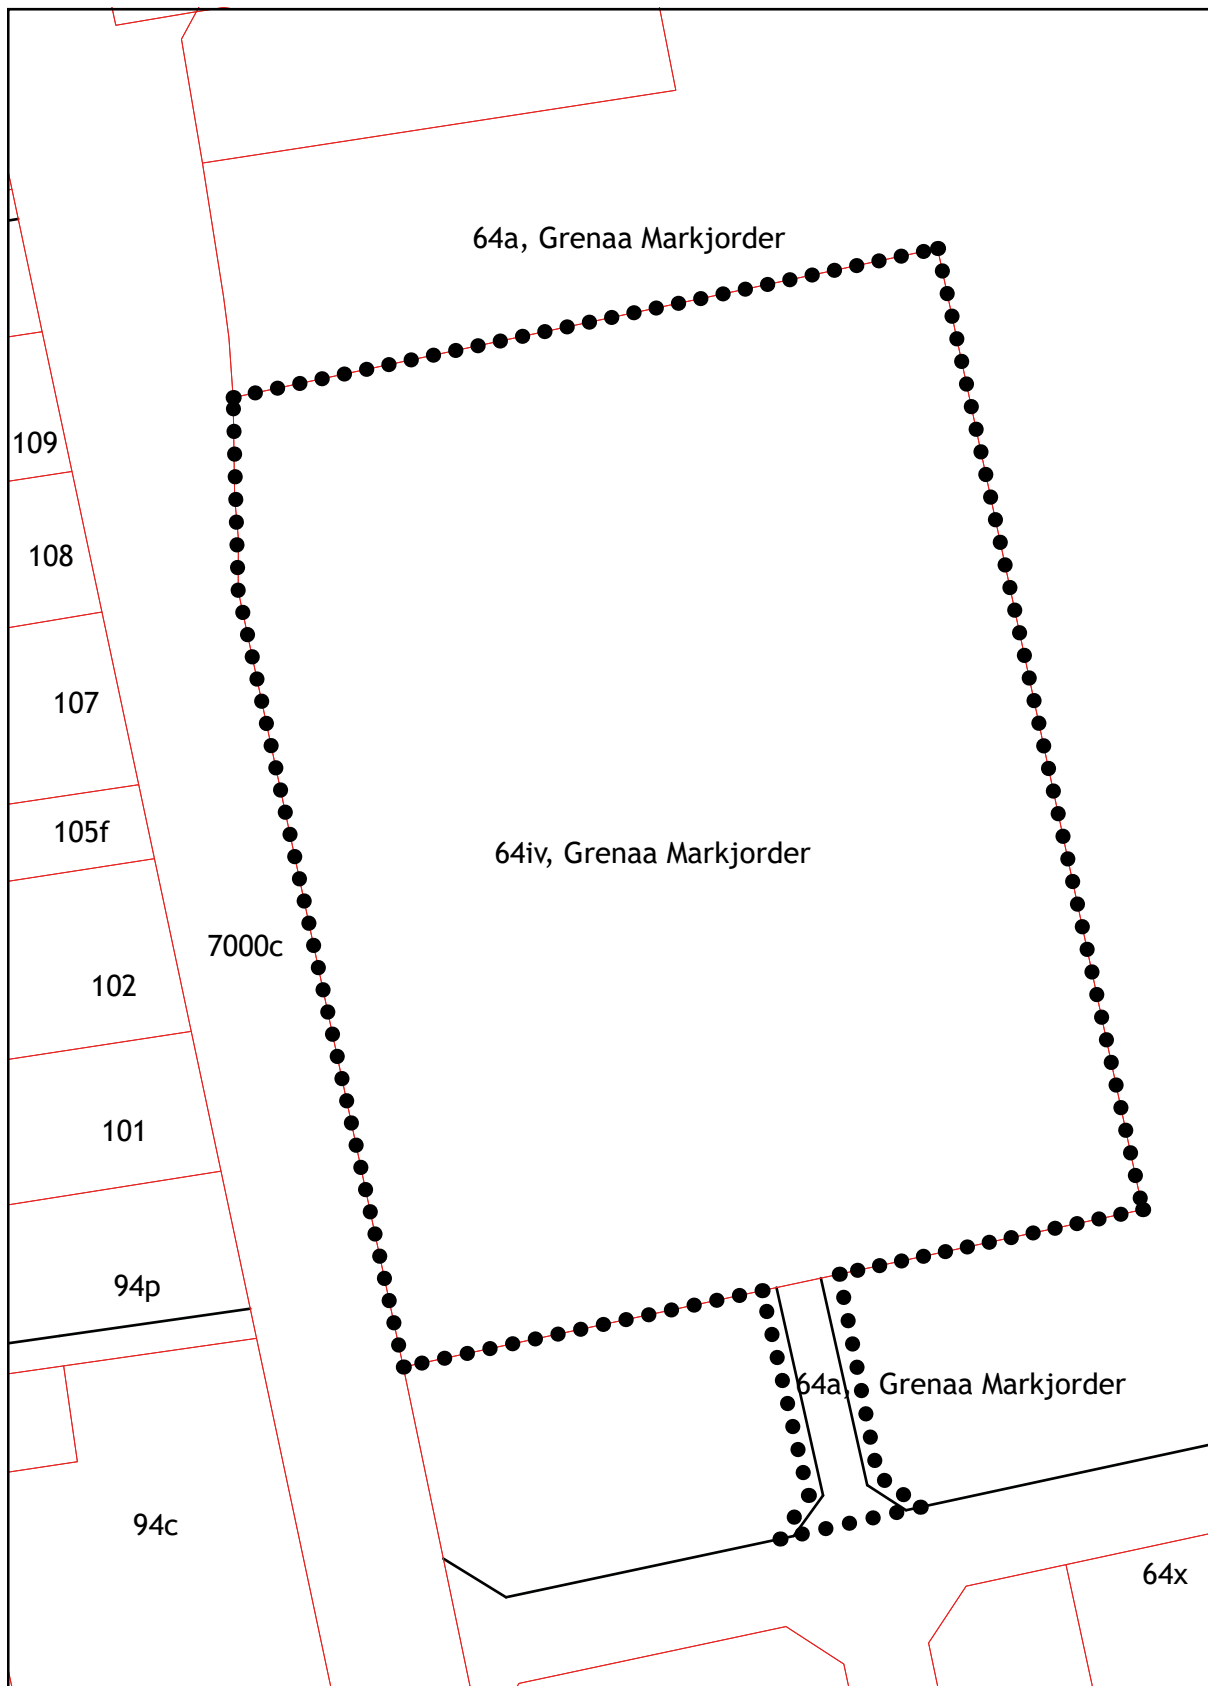 64a, Grenaa Markjorder
109
108
107
105f
64iv, Grenaa Markjorder
7000c
102
101
94p
64a, Grenaa Markjorder
94c
64x